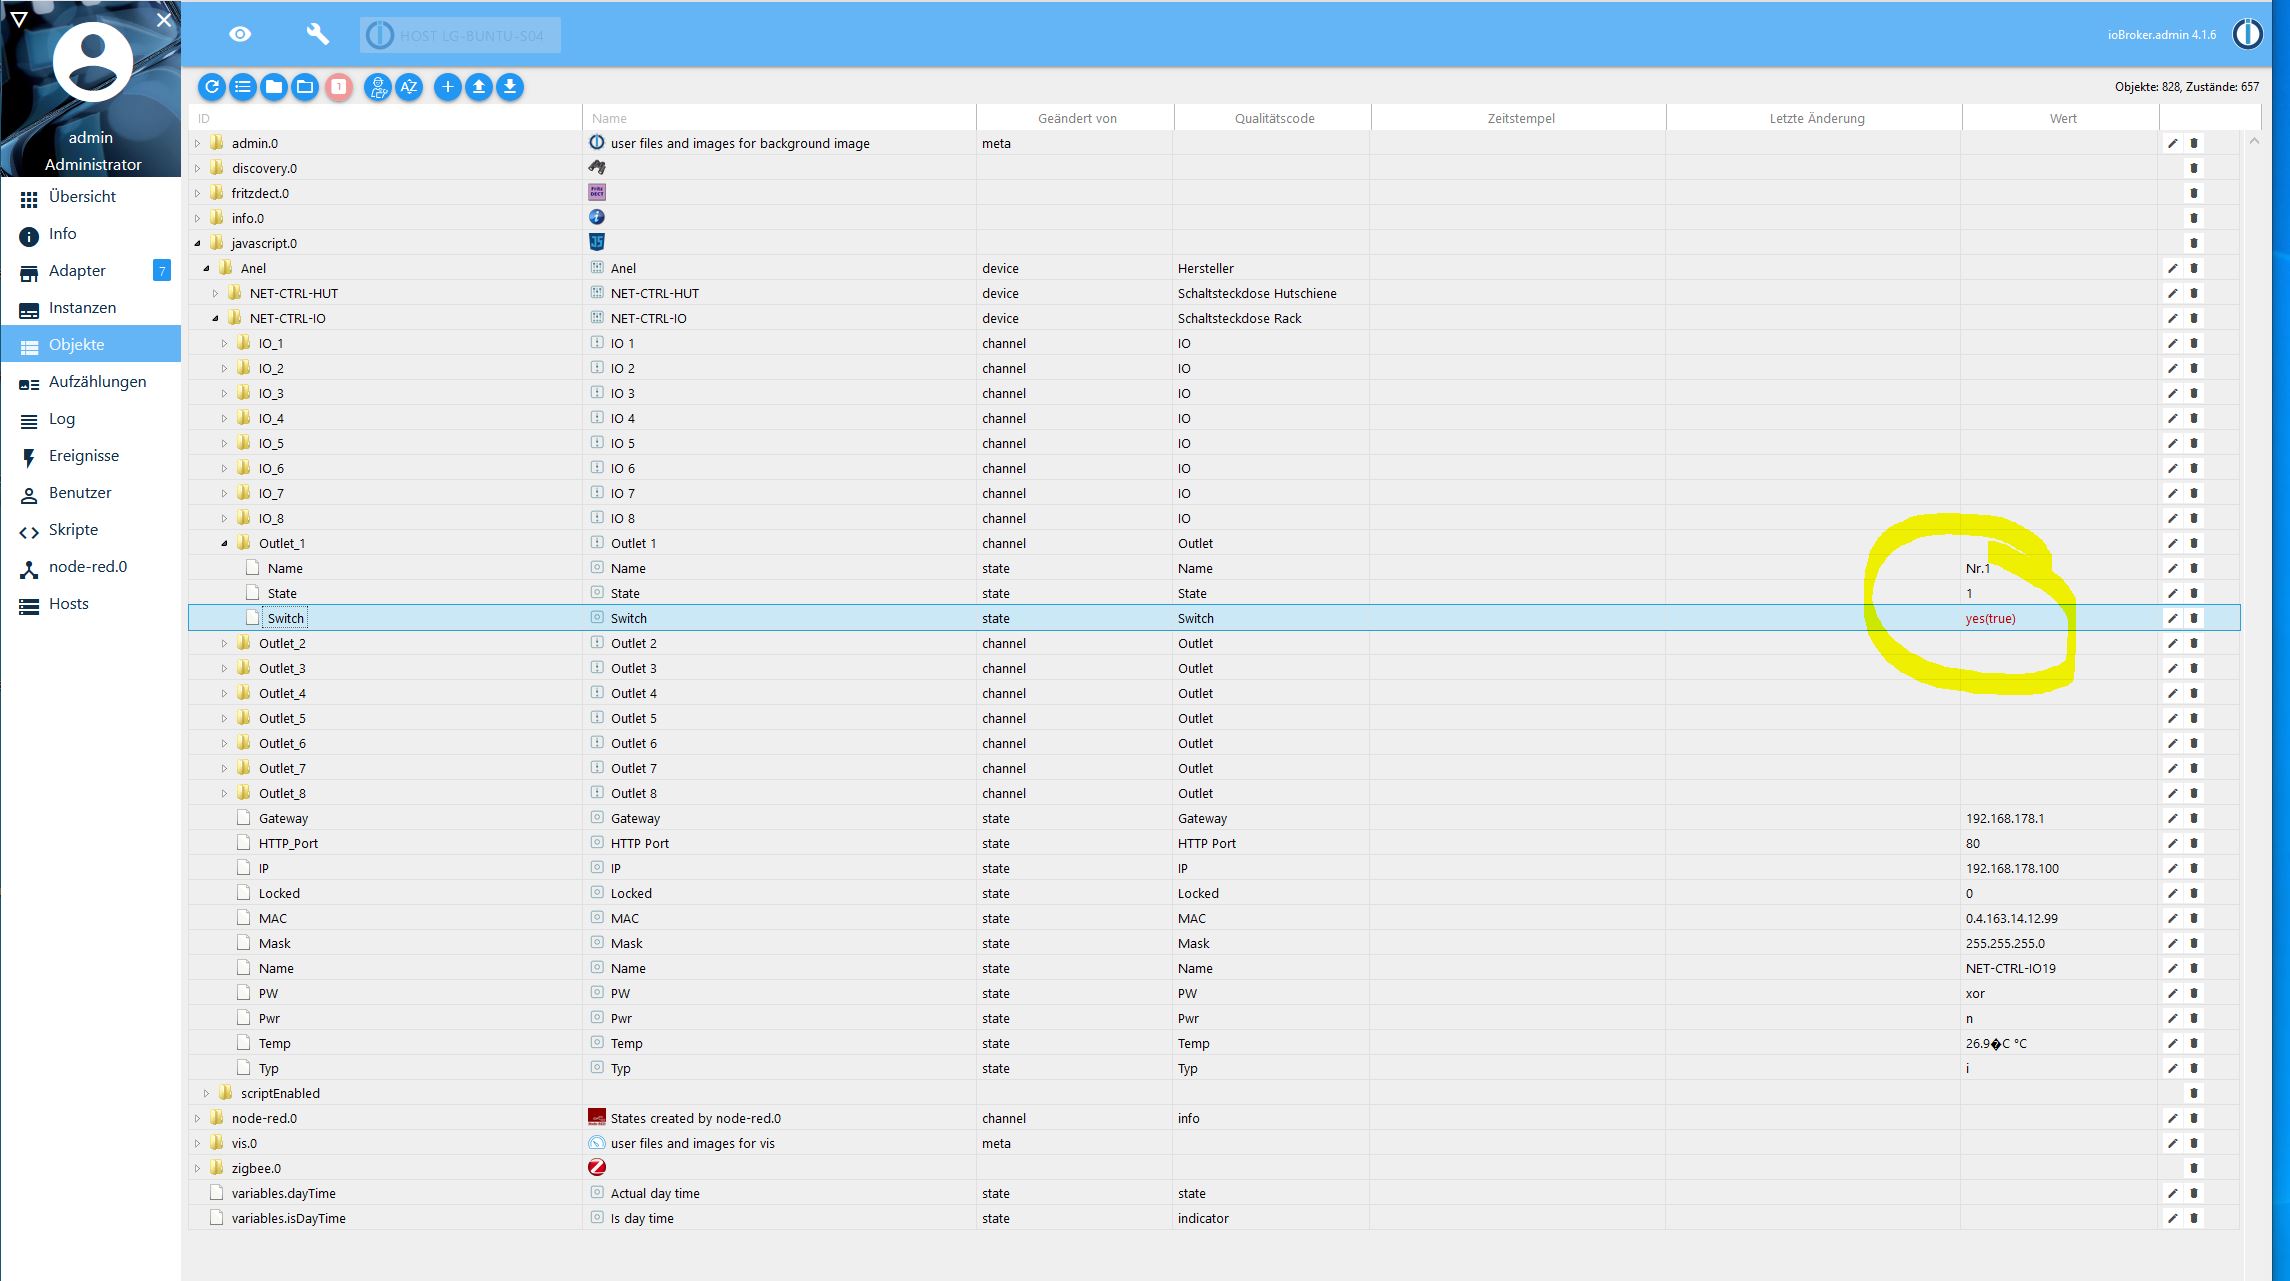 HOST LG-BUNTU-S04
ioBroker.admin 4.1.6
admin
Administrator
Übersicht
Info
Adapter 7
Instanzen
Objekte
Aufzählungen
Log
Ereignisse
Benutzer
Skripte
node-red.0
Hosts
1 AZ Objekte: 828, Zustände: 657
ID Name Geändert von Qualitätscode Zeitstempel Letzte Änderung Wert
admin.0 user files and images for background image meta
discovery.0
fritzdect.0 Fritz DECT
info.0
javascript.0 JS
Anel Anel device Hersteller
NET-CTRL-HUT NET-CTRL-HUT device Schaltsteckdose Hutschiene
NET-CTRL-IO NET-CTRL-IO device Schaltsteckdose Rack
IO_1 IO 1 channel IO
IO_2 IO 2 channel IO
IO_3 IO 3 channel IO
IO_4 IO 4 channel IO
IO_5 IO 5 channel IO
IO_6 IO 6 channel IO
IO_7 IO 7 channel IO
IO_8 IO 8 channel IO
Outlet_1 Outlet 1 channel Outlet
Name Name state Name Nr.1
State State state State 1
Switch Switch state Switch yes(true)
Outlet_2 Outlet 2 channel Outlet
Outlet_3 Outlet 3 channel Outlet
Outlet_4 Outlet 4 channel Outlet
Outlet_5 Outlet 5 channel Outlet
Outlet_6 Outlet 6 channel Outlet
Outlet_7 Outlet 7 channel Outlet
Outlet_8 Outlet 8 channel Outlet
Gateway Gateway state Gateway 192.168.178.1
HTTP_Port HTTP Port state HTTP Port 80
IP IP state IP 192.168.178.100
Locked Locked state Locked 0
MAC MAC state MAC 0.4.163.14.12.99
Mask Mask state Mask 255.255.255.0
Name Name state Name NET-CTRL-IO19
PW PW state PW xor
Pwr Pwr state Pwr n
Temp Temp state Temp 26.9�C °C
Typ Typ state Typ i
scriptEnabled
node-red.0 States created by node-red.0 channel info
vis.0 user files and images for vis meta
zigbee.0
variables.dayTime Actual day time state state
variables.isDayTime Is day time state indicator